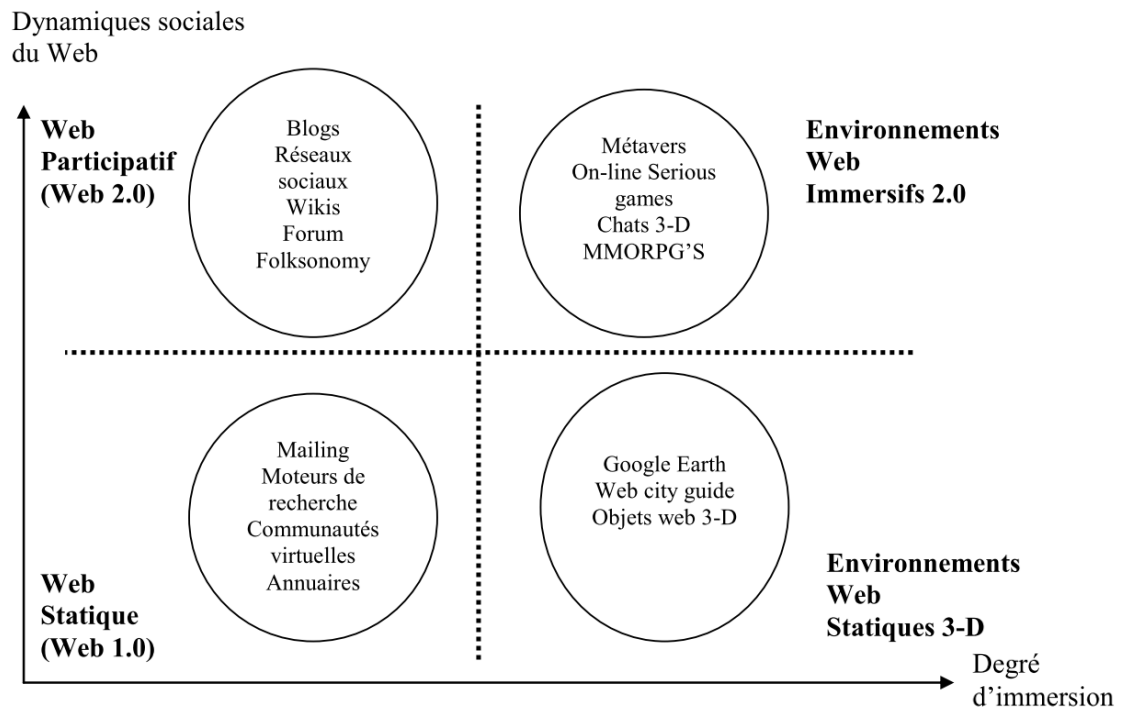 Dynamiques sociales
du Web
Web
Participatif
(Web 2.0)
Blogs
Réseaux
sociaux
Wikis
Forum
Folksonomy
Métavers
On-line Serious
games
Chats 3-D
MMORPG’S
Environnements
Web
Immersifs 2.0
Mailing
Moteurs de
recherche
Communautés
virtuelles
Annuaires
Web
Statique
(Web 1.0)
Google Earth
Web city guide
Objets web 3-D
Environnements
Web
Statiques 3-D
Degré
d’immersion